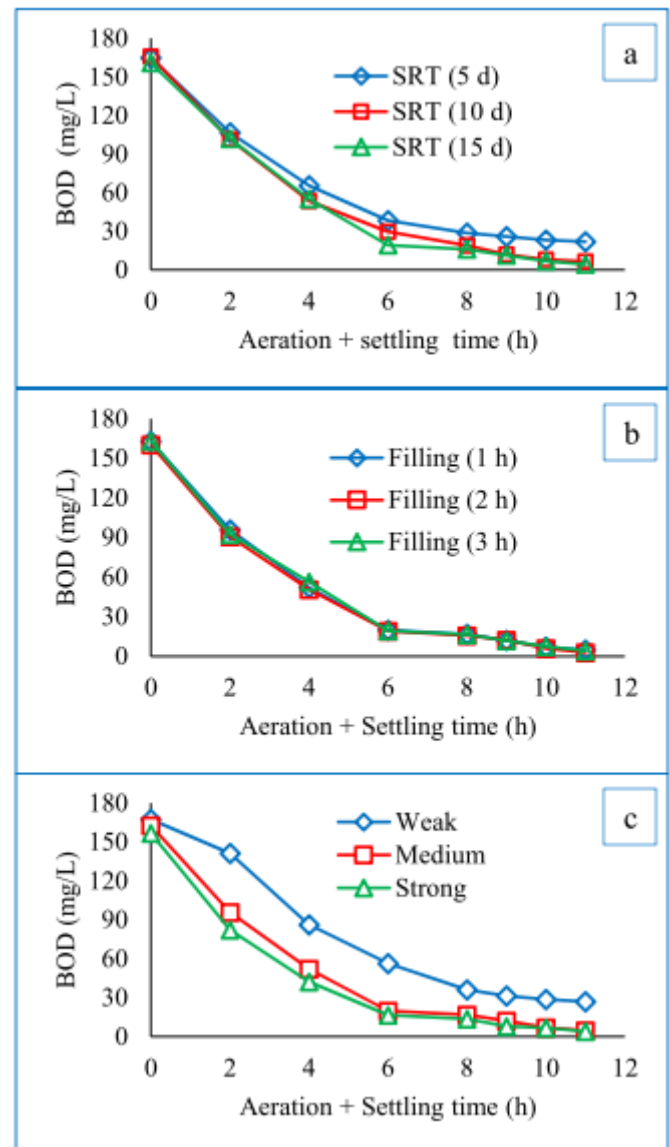 a
180
150
120
90
60
30
0
BOD (mg/L)
SRT (5 d)
SRT (10 d)
SRT (15 d)
0 2 4 6 8 10 12
Aeration + settling time (h)
b
180
150
120
90
60
30
0
BOD (mg/L)
Filling (1 h)
Filling (2 h)
Filling (3 h)
0 2 4 6 8 10 12
Aeration + Settling time (h)
c
180
150
120
90
60
30
0
BOD (mg/L)
Weak
Medium
Strong
0 2 4 6 8 10 12
Aeration + Settling time (h)